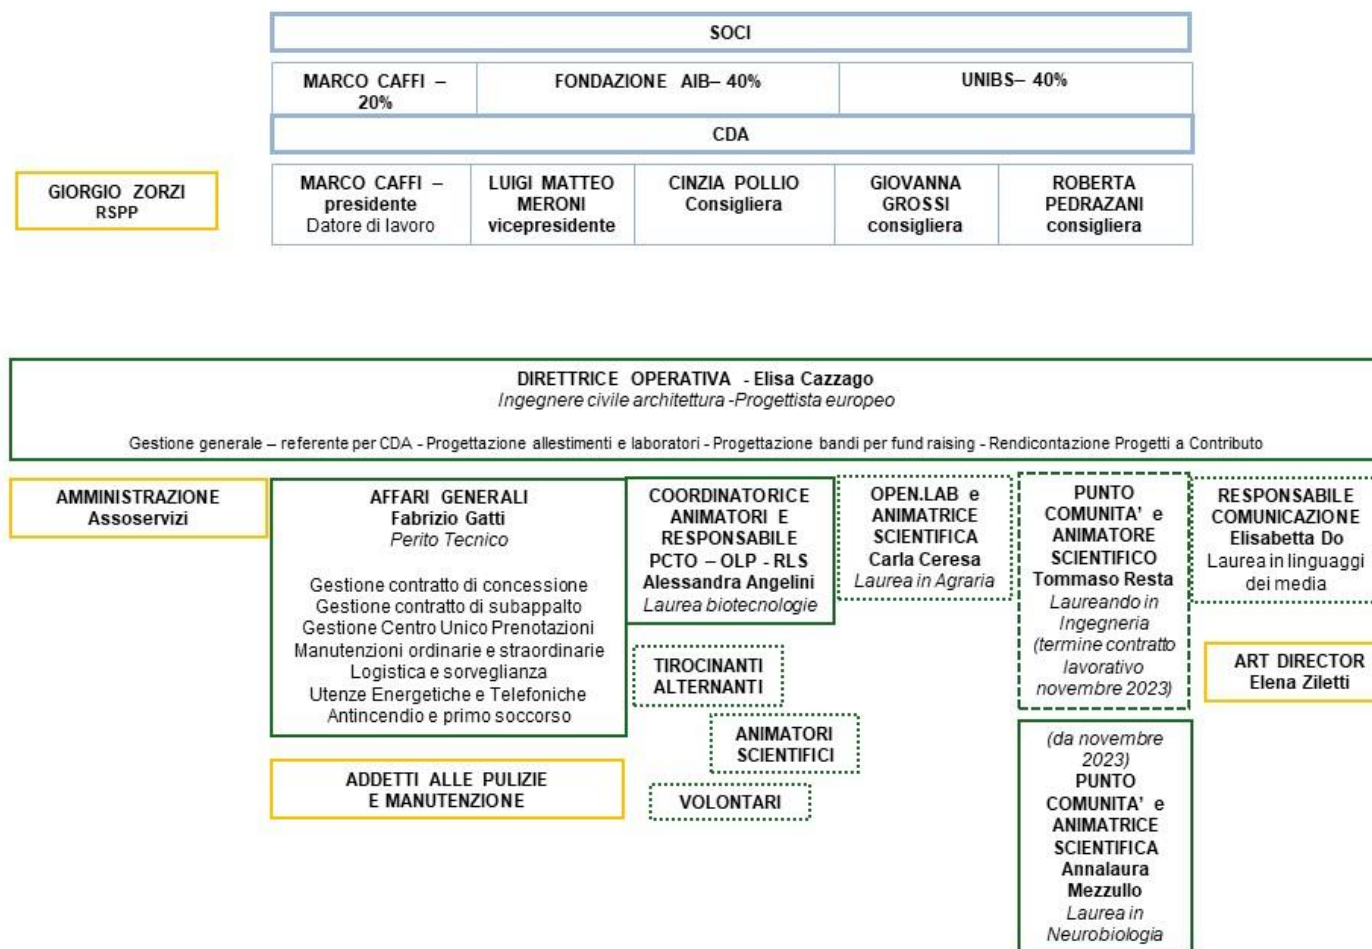 SOCI
MARCO CAFFI –
20%
FONDAZIONE AIB– 40%
UNIBS– 40%
CDA
GIORGIO ZORZI
RSPP
MARCO CAFFI –
presidente
Datore di lavoro
LUIGI MATTEO
MERONI
vicepresidente
CINZIA POLLIO
Consigliera
GIOVANNA
GROSSI
consigliera
ROBERTA
PEDRAZANI
consigliera
DIRETTRICE OPERATIVA - Elisa Cazzago
Ingegnere civile architettura -Progettista europeo
Gestione generale – referente per CDA - Progettazione allestimenti e laboratori - Progettazione bandi per fund raising - Rendicontazione Progetti a Contributo
AMMINISTRAZIONE
Assoservizi
AFFARI GENERALI
Fabrizio Gatti
Perito Tecnico
Gestione contratto di concessione
Gestione contratto di subappalto
Gestione Centro Unico Prenotazioni
Manutenzioni ordinarie e straordinarie
Logistica e sorveglianza
Utenze Energetiche e Telefoniche
Antincendio e primo soccorso
ADDETTI ALLE PULIZIE
E MANUTENZIONE
COORDINATORICE
ANIMATORI E
RESPONSABILE
PCTO – OLP - RLS
Alessandra Angelini
Laurea biotecnologie
TIROCINANTI
ALTERNANTI
ANIMATORI
SCIENTIFICI
VOLONTARI
OPEN.LAB e
ANIMATRICE
SCIENTIFICA
Carla Ceresa
Laurea in Agraria
PUNTO
COMUNITA' e
ANIMATORE
SCIENTIFICO
Tommaso Resta
Laureando in
Ingegneria
(termine contratto
lavorativo
novembre 2023)
(da novembre
2023)
PUNTO
COMUNITA' e
ANIMATRICE
SCIENTIFICA
Annalaura
Mezzullo
Laurea in
Neurobiologia
RESPONSABILE
COMUNICAZIONE
Elisabetta Do
Laurea in linguaggi
dei media
ART DIRECTOR
Elena Ziletti